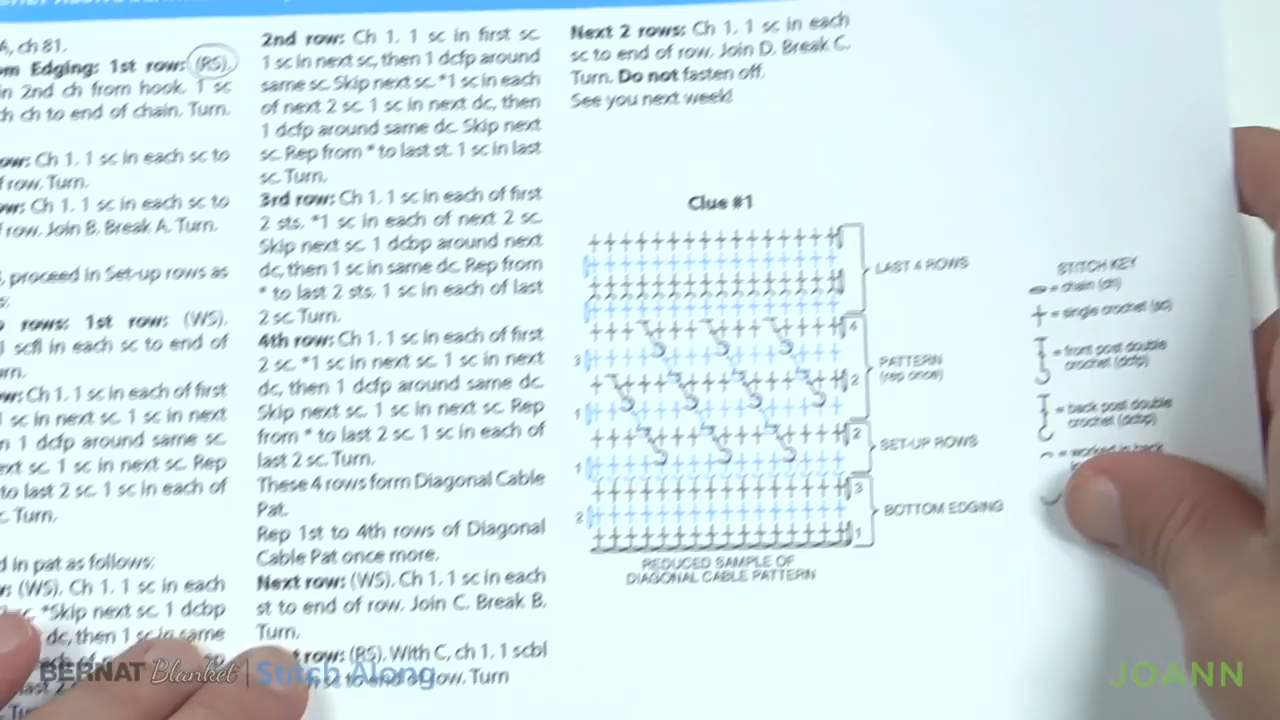 A, ch 81.
Edging: 1st row: (RS).
in 2nd ch from hook. 1 sc
ch to end of chain. Turn.
Ch 1. 1 sc in each sc to
row. Turn.
Ch 1. 1 sc in each sc to
row. Join B. Break A. Turn.
proceed in Set-up rows as
rows: 1st row: (WS).
1 scfl in each sc to end of
Ch 1. 1 sc in each of first
sc in next sc. 1 sc in next
1 dcfp around same sc.
sc. 1 sc in next sc. Rep
to last 2 sc. 1 sc in each of
Turn.
in pat as follows:
(WS). Ch 1. 1 sc in each
*Skip next sc. 1 dcbp
dc, then 1 sc in same
2nd row: Ch 1. 1 sc in first sc.
1 sc in next sc, then 1 dcfp around
same sc. Skip next sc. *1 sc in each
of next 2 sc. 1 sc in next dc, then
1 dcfp around same dc. Skip next
sc. Rep from * to last st. 1 sc in last
sc. Turn.
3rd row: Ch 1. 1 sc in each of first
2 sts. *1 sc in each of next 2 sc.
Skip next sc. 1 dcbp around next
dc, then 1 sc in same dc. Rep from
* to last 2 sts. 1 sc in each of last
2 sc. Turn.
4th row: Ch 1. 1 sc in each of first
2 sc. *1 sc in next sc. 1 sc in next
dc, then 1 dcfp around same dc.
Skip next sc. 1 sc in next sc. Rep
from * to last 2 sc. 1 sc in each of
last 2 sc. Turn.
These 4 rows form Diagonal Cable
Pat.
Rep 1st to 4th rows of Diagonal
Cable Pat once more.
Next row: (WS). Ch 1. 1 sc in each
st to end of row. Join C. Break B.
Turn.
row: (RS). With C, ch 1. 1 scbl
to end of row. Turn
Next 2 rows: Ch 1. 1 sc in each
sc to end of row. Join D. Break C.
Turn. Do not fasten off.
See you next week!
Clue #1
LAST 4 ROWS
4
3
PATTERN
(rep once)
2
1
2
SET-UP ROWS
1
3
2
BOTTOM EDGING
1
REDUCED SAMPLE OF
DIAGONAL CABLE PATTERN
STITCH KEY
= chain (ch)
= single crochet (sc)
= front post double
crochet (dcfp)
= back post double
crochet (dcbp)
= worked in back
BERNAT Blanket | Stitch Along
JOANN